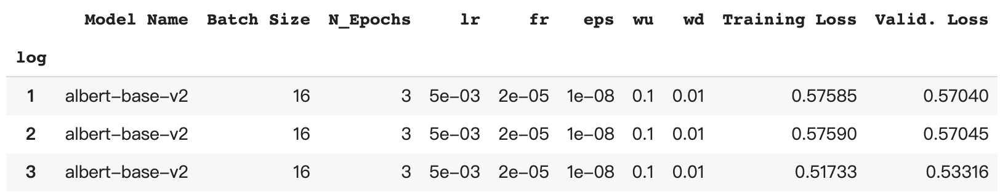 Model Name Batch Size N_Epochs lr fr eps wu wd Training Loss Valid. Loss
log
1 albert-base-v2 16 3 5e-03 2e-05 1e-08 0.1 0.01 0.57585 0.57040
2 albert-base-v2 16 3 5e-03 2e-05 1e-08 0.1 0.01 0.57590 0.57045
3 albert-base-v2 16 3 5e-03 2e-05 1e-08 0.1 0.01 0.51733 0.53316